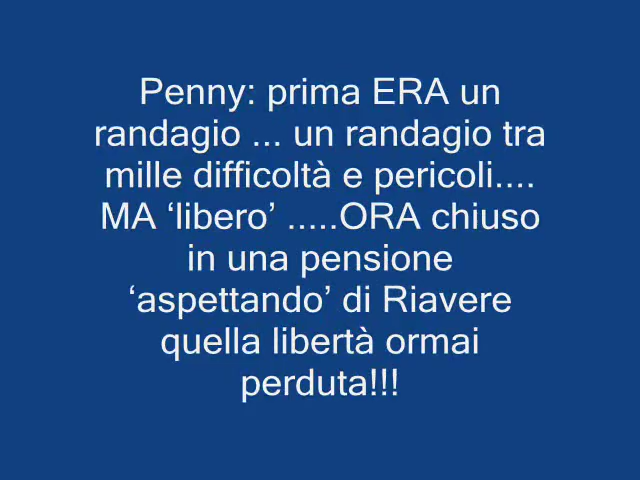 Penny: prima ERA un
randagio ... un randagio tra
mille difficoltà e pericoli....
MA ‘libero’ .....ORA chiuso
in una pensione
‘aspettando’ di Riavere
quella libertà ormai
perduta!!!